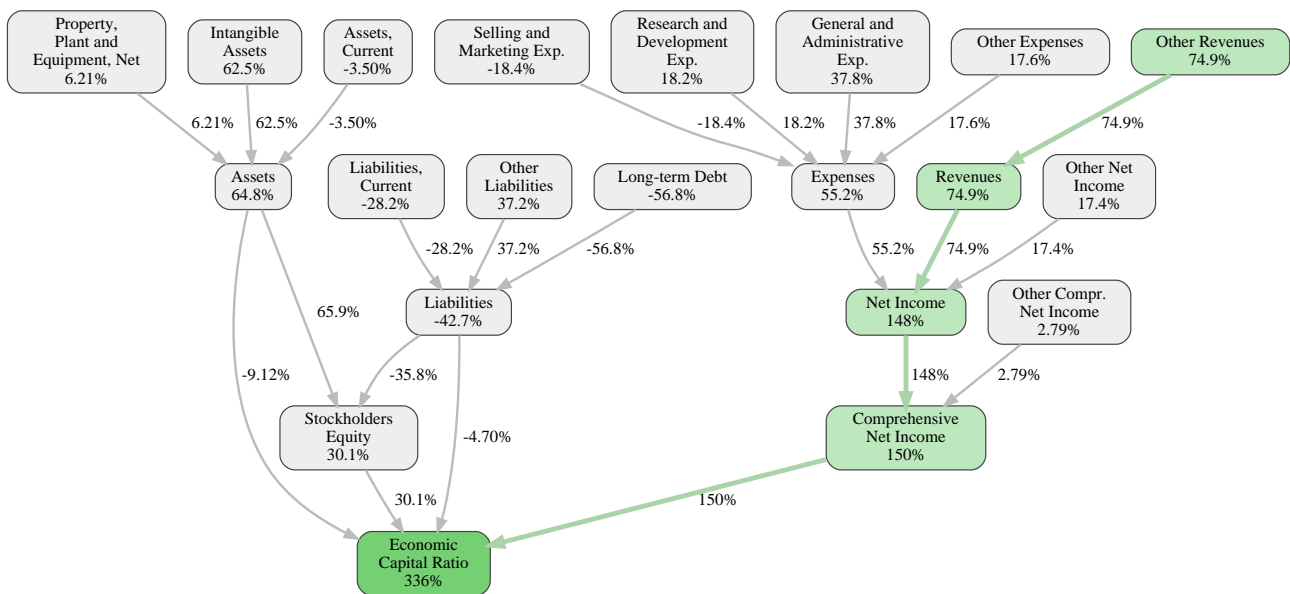 Property,
Plant and
Equipment, Net
6.21%
Intangible
Assets
62.5%
Assets,
Current
-3.50%
Selling and
Marketing Exp.
-18.4%
Research and
Development
Exp.
18.2%
General and
Administrative
Exp.
37.8%
Other Expenses
17.6%
Other Revenues
74.9%
6.21%
62.5%
-3.50%
-18.4%
18.2%
37.8%
17.6%
74.9%
Assets
64.8%
Liabilities,
Current
-28.2%
Other
Liabilities
37.2%
Long-term Debt
-56.8%
Expenses
55.2%
Revenues
74.9%
Other Net
Income
17.4%
-28.2%
37.2%
-56.8%
55.2%
74.9%
17.4%
65.9%
Liabilities
-42.7%
Net Income
148%
Other Compr.
Net Income
2.79%
-9.12%
-35.8%
148%
2.79%
Stockholders
Equity
30.1%
-4.70%
Comprehensive
Net Income
150%
30.1%
150%
Economic
Capital Ratio
336%